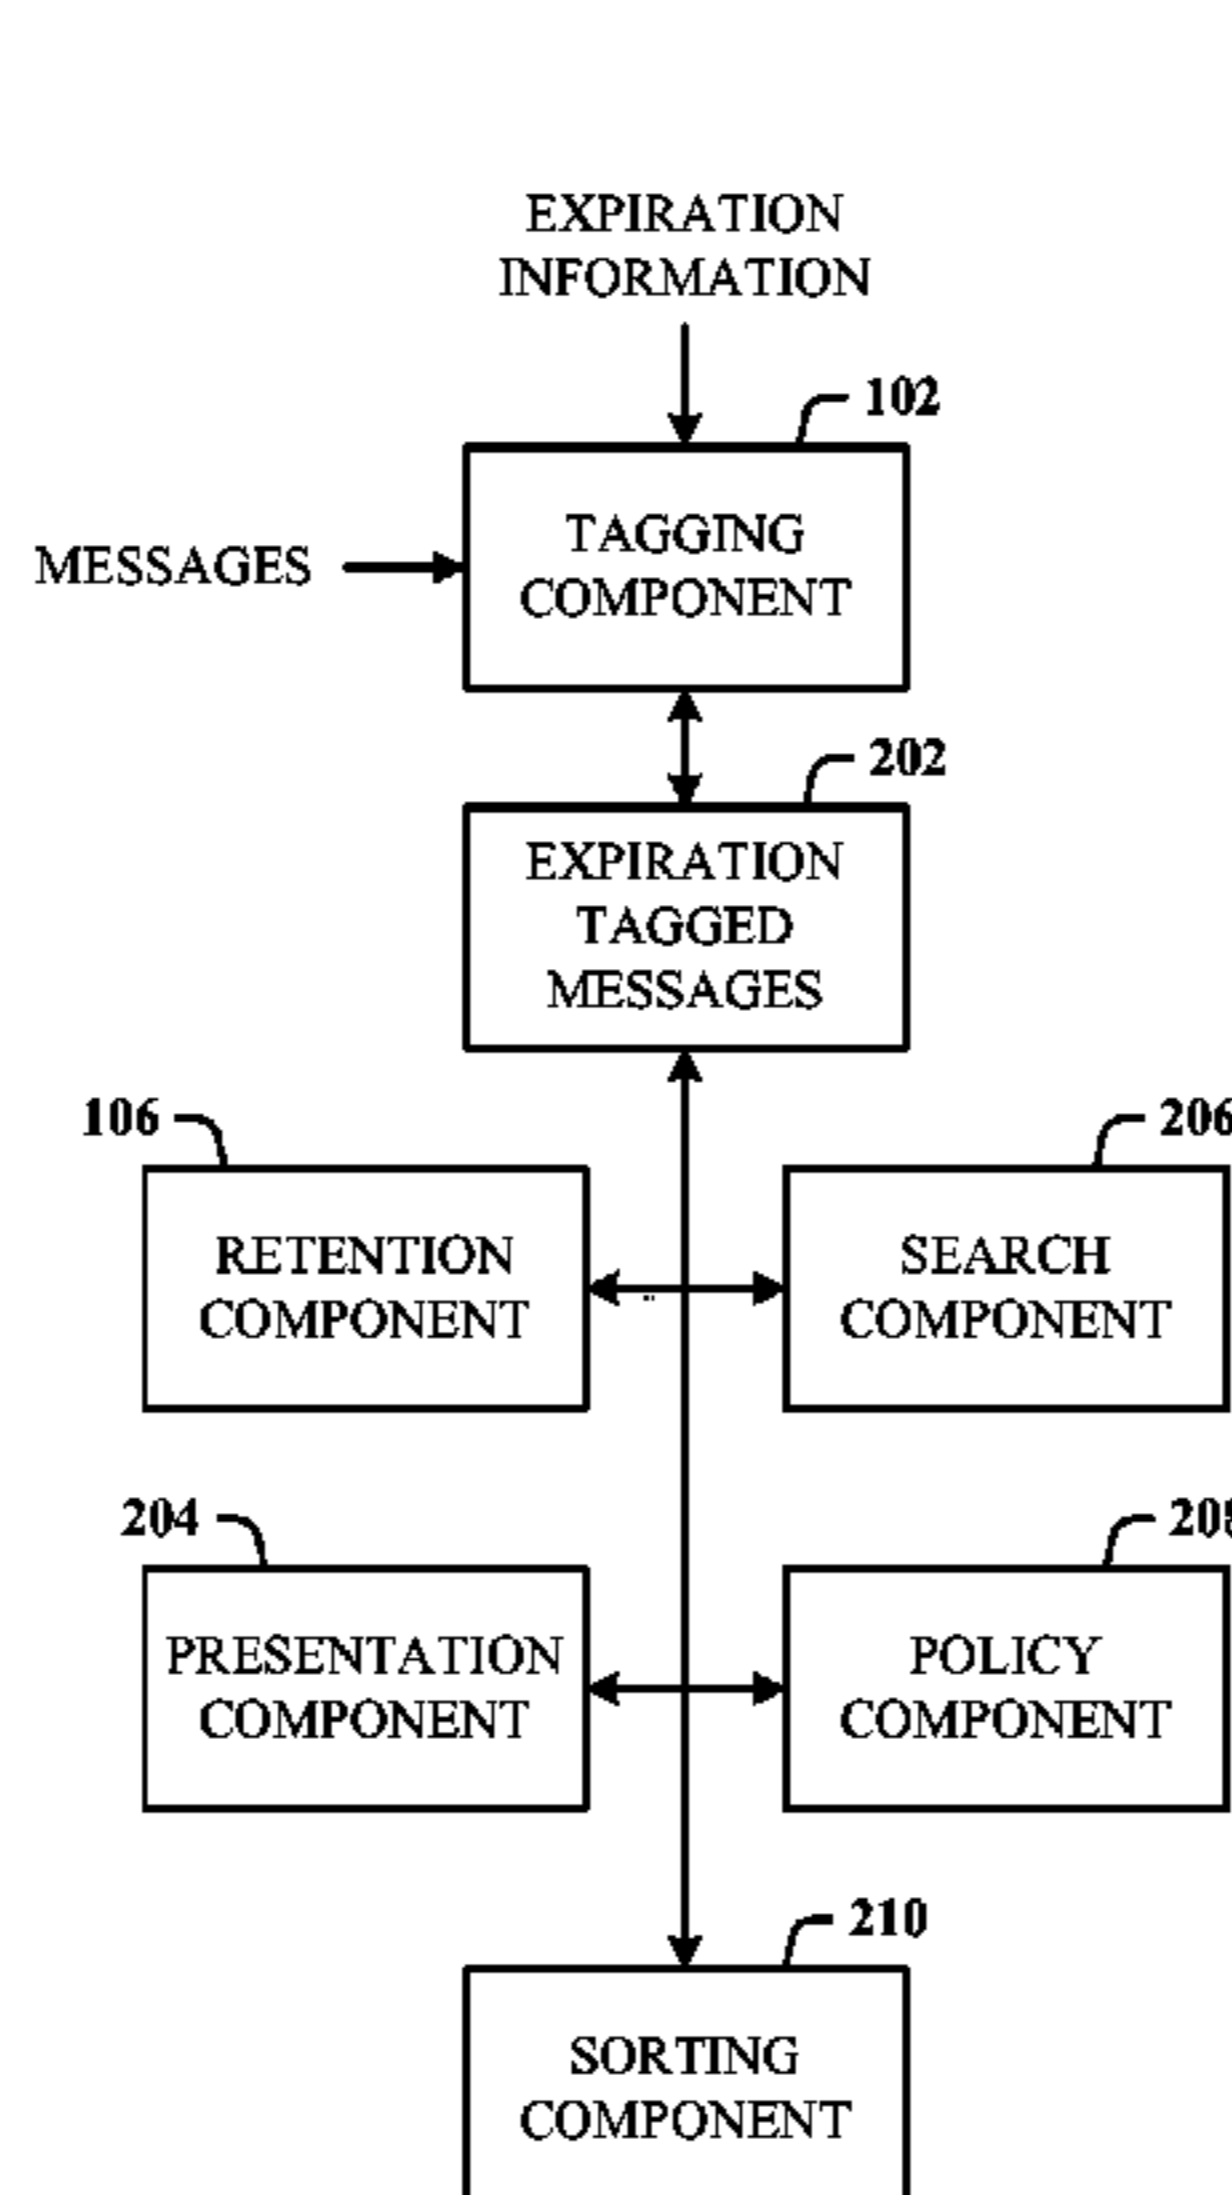 EXPIRATION
INFORMATION
102
MESSAGES
TAGGING
COMPONENT
202
EXPIRATION
TAGGED
MESSAGES
106
206
RETENTION
COMPONENT
SEARCH
COMPONENT
204
PRESENTATION
COMPONENT
POLICY
COMPONENT
210
SORTING
COMPONENT